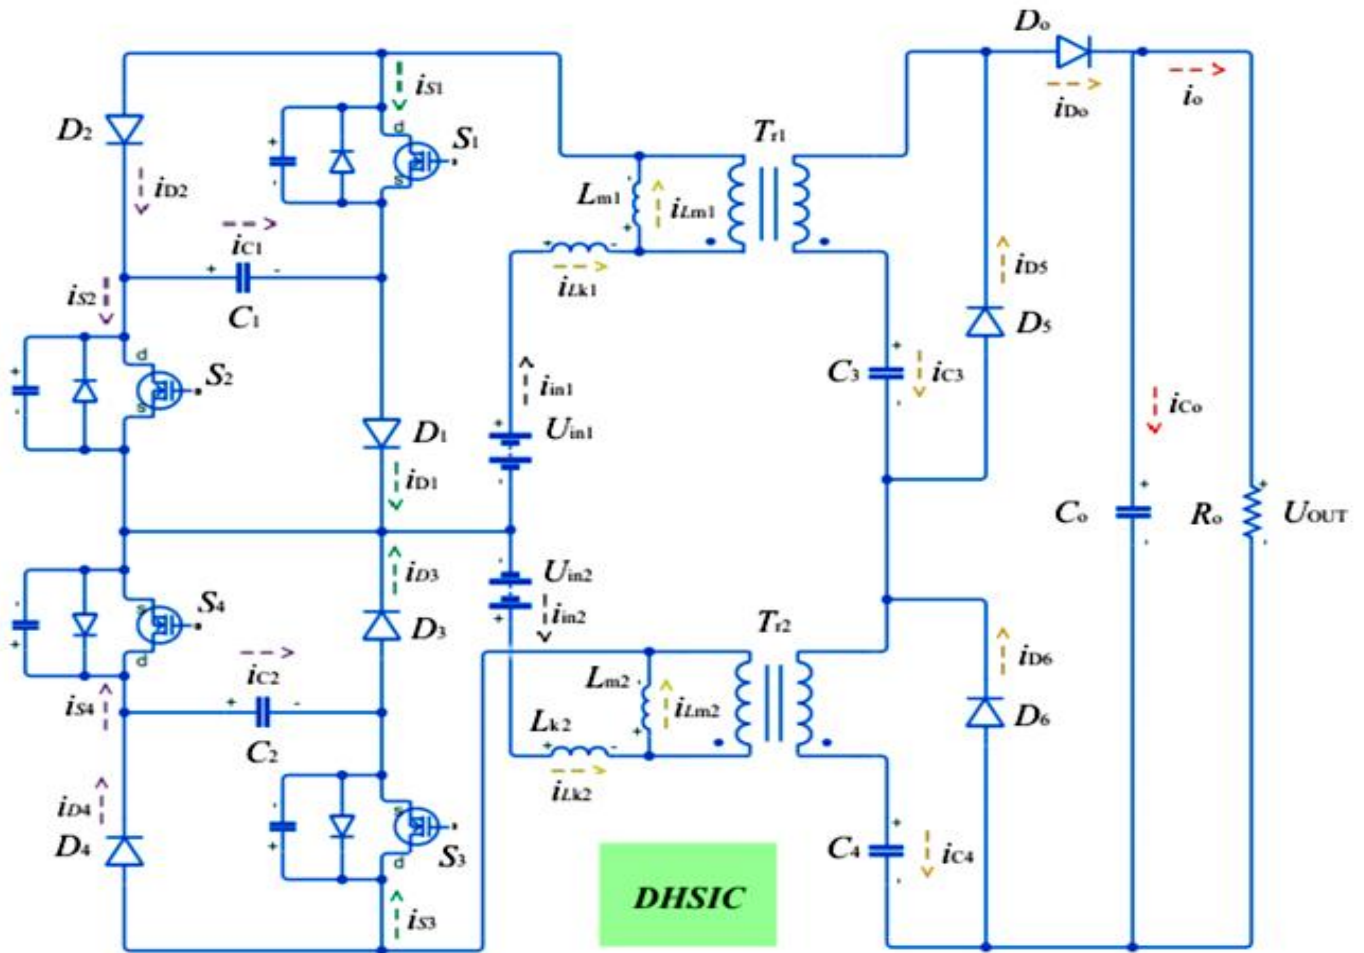 Do
iDo
io
iS1
D2
S1
Tr1
iD2
Lm1
iLm1
iC1
iS2
C1
iLk1
iD5
D5
d
s
d
s
S2
C3
iC3
iin1
Uin1
D1
iD1
iCo
Co
Ro
UOUT
iD3
Uin2
iin2
S4
s
d
D3
Tr2
iC2
Lm2
iLm2
iD6
D6
iS4
C2
Lk2
iLk2
iD4
D4
s
d
S3
C4
iC4
iS3
DHSIC